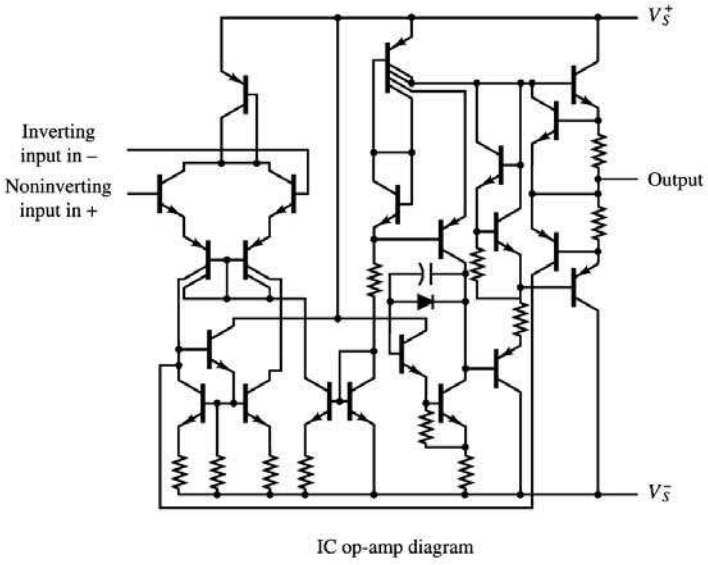 V_S^+
Inverting
input in –
Noninverting
input in +
Output
V_S^-
IC op-amp diagram